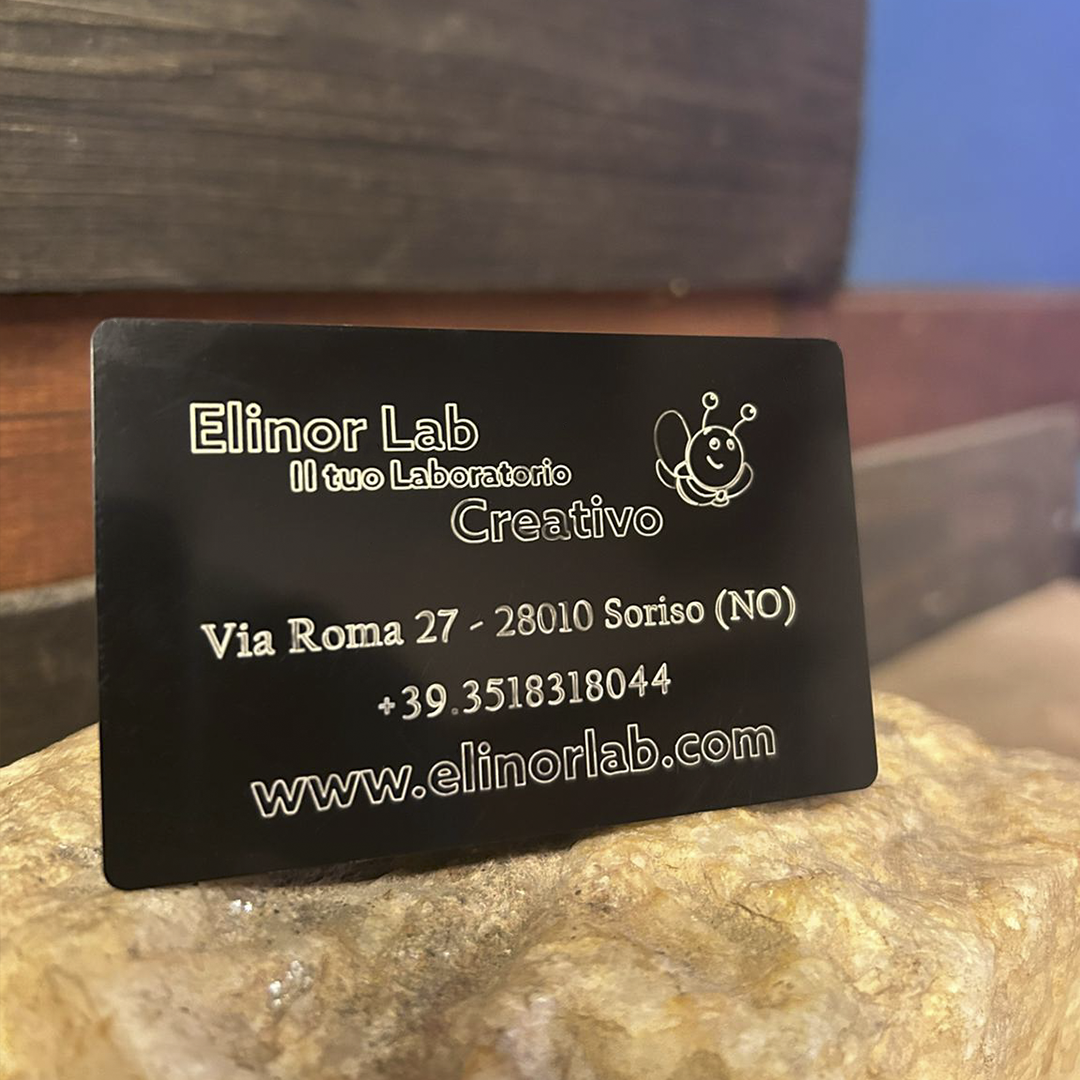 Elinor Lab
Il tuo Laboratorio
Creativo
Via Roma 27 - 28010 Soriso (NO)
+39.3518318044
www.elinorlab.com